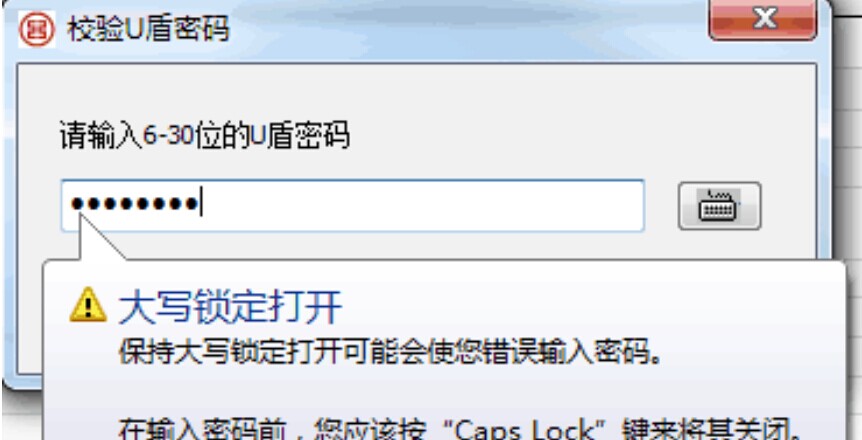 校验U盾密码
请输入6-30位的U盾密码
••••••••
大写锁定打开
保持大写锁定打开可能会使您错误输入密码。
在输入密码前，您应该按“Caps Lock”键来将其关闭。